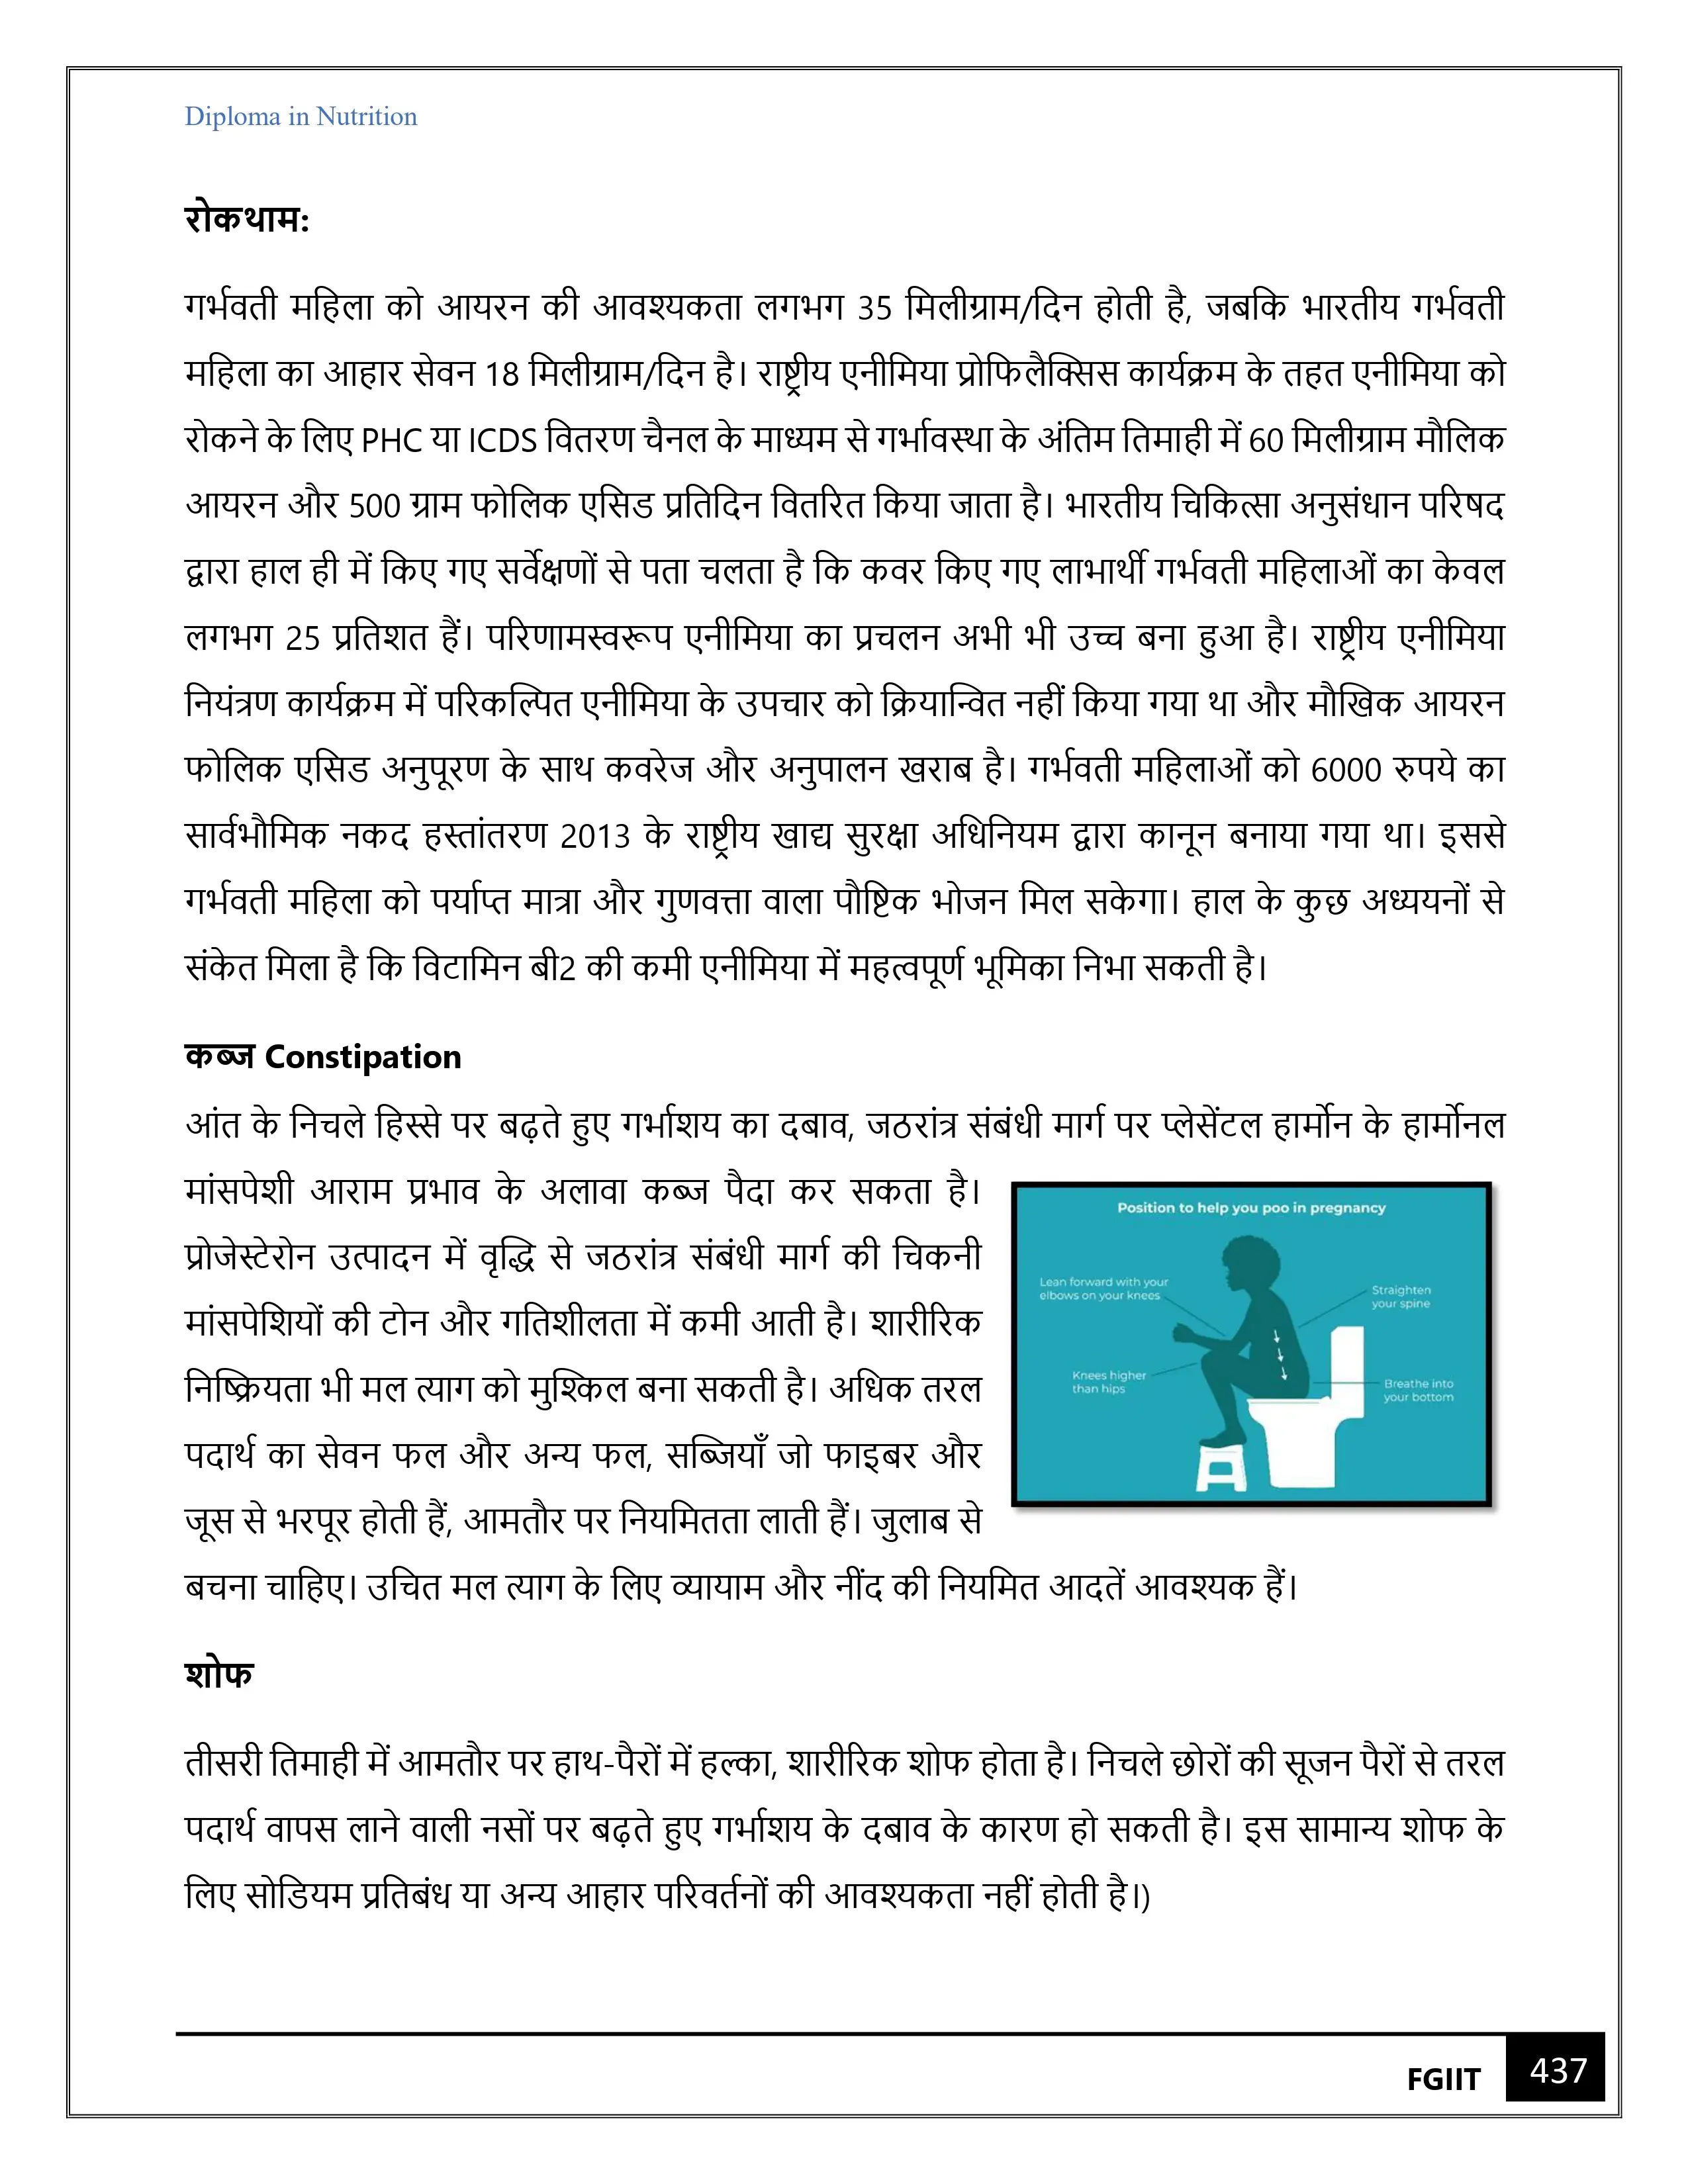 Diploma in Nutrition
रोकथाम:
गर्भवती महिला को आयरन की आवश्यकता लगभग 35 मिलीग्राम/दिन होती है, जबकि भारतीय गर्भवती
महिला का आहार सेवन 18 मिलीग्राम/दिन है। राष्ट्रीय एनीमिया प्रोफिलैक्सिस कार्यक्रम के तहत एनीमिया को
रोकने के लिए PHC या ICDS वितरण चैनल के माध्यम से गर्भावस्था के अंतिम तिमाही में 60 मिलीग्राम मौलिक
आयरन और 500 ग्राम फोलिक एसिड प्रतिदिन वितरित किया जाता है। भारतीय चिकित्सा अनुसंधान परिषद
द्वारा हाल ही में किए गए सर्वेक्षणों से पता चलता है कि कवर किए गए लाभार्थी गर्भवती महिलाओं का केवल
लगभग 25 प्रतिशत हैं। परिणामस्वरूप एनीमिया का प्रचलन अभी भी उच्च बना हुआ है। राष्ट्रीय एनीमिया
नियंत्रण कार्यक्रम में परिकल्पित एनीमिया के उपचार को क्रियान्वित नहीं किया गया था और मौखिक आयरन
फोलिक एसिड अनुपूरण के साथ कवरेज और अनुपालन खराब है। गर्भवती महिलाओं को 6000 रुपये का
सार्वभौमिक नकद हस्तांतरण 2013 के राष्ट्रीय खाद्य सुरक्षा अधिनियम द्वारा कानून बनाया गया था। इससे
गर्भवती महिला को पर्याप्त मात्रा और गुणवत्ता वाला पौष्टिक भोजन मिल सकेगा। हाल के कुछ अध्ययनों से
संकेत मिला है कि विटामिन बी2 की कमी एनीमिया में महत्वपूर्ण भूमिका निभा सकती है।
कब्ज Constipation
आंत के निचले हिस्से पर बढ़ते हुए गर्भाशय का दबाव, जठरांत्र संबंधी मार्ग पर प्लेसेंटल हार्मोन के हार्मोनल
मांसपेशी आराम प्रभाव के अलावा कब्ज पैदा कर सकता है।
प्रोजेस्टेरोन उत्पादन में वृद्धि से जठरांत्र संबंधी मार्ग की चिकनी
मांसपेशियों की टोन और गतिशीलता में कमी आती है। शारीरिक
निष्क्रियता भी मल त्याग को मुश्किल बना सकती है। अधिक तरल
पदार्थ का सेवन फल और अन्य फल, सब्जियाँ जो फाइबर और
जूस से भरपूर होती हैं, आमतौर पर नियमितता लाती हैं। जुलाब से
बचना चाहिए। उचित मल त्याग के लिए व्यायाम और नींद की नियमित आदतें आवश्यक हैं।
Position to help you poo in pregnancy
Lean forward with your
elbows on your knees
Straighten
your spine
Knees higher
than hips
Breathe into
your bottom
शोफ
तीसरी तिमाही में आमतौर पर हाथ-पैरों में हल्का, शारीरिक शोफ होता है। निचले छोरों की सूजन पैरों से तरल
पदार्थ वापस लाने वाली नसों पर बढ़ते हुए गर्भाशय के दबाव के कारण हो सकती है। इस सामान्य शोफ के
लिए सोडियम प्रतिबंध या अन्य आहार परिवर्तनों की आवश्यकता नहीं होती है।)
FGIIT
437